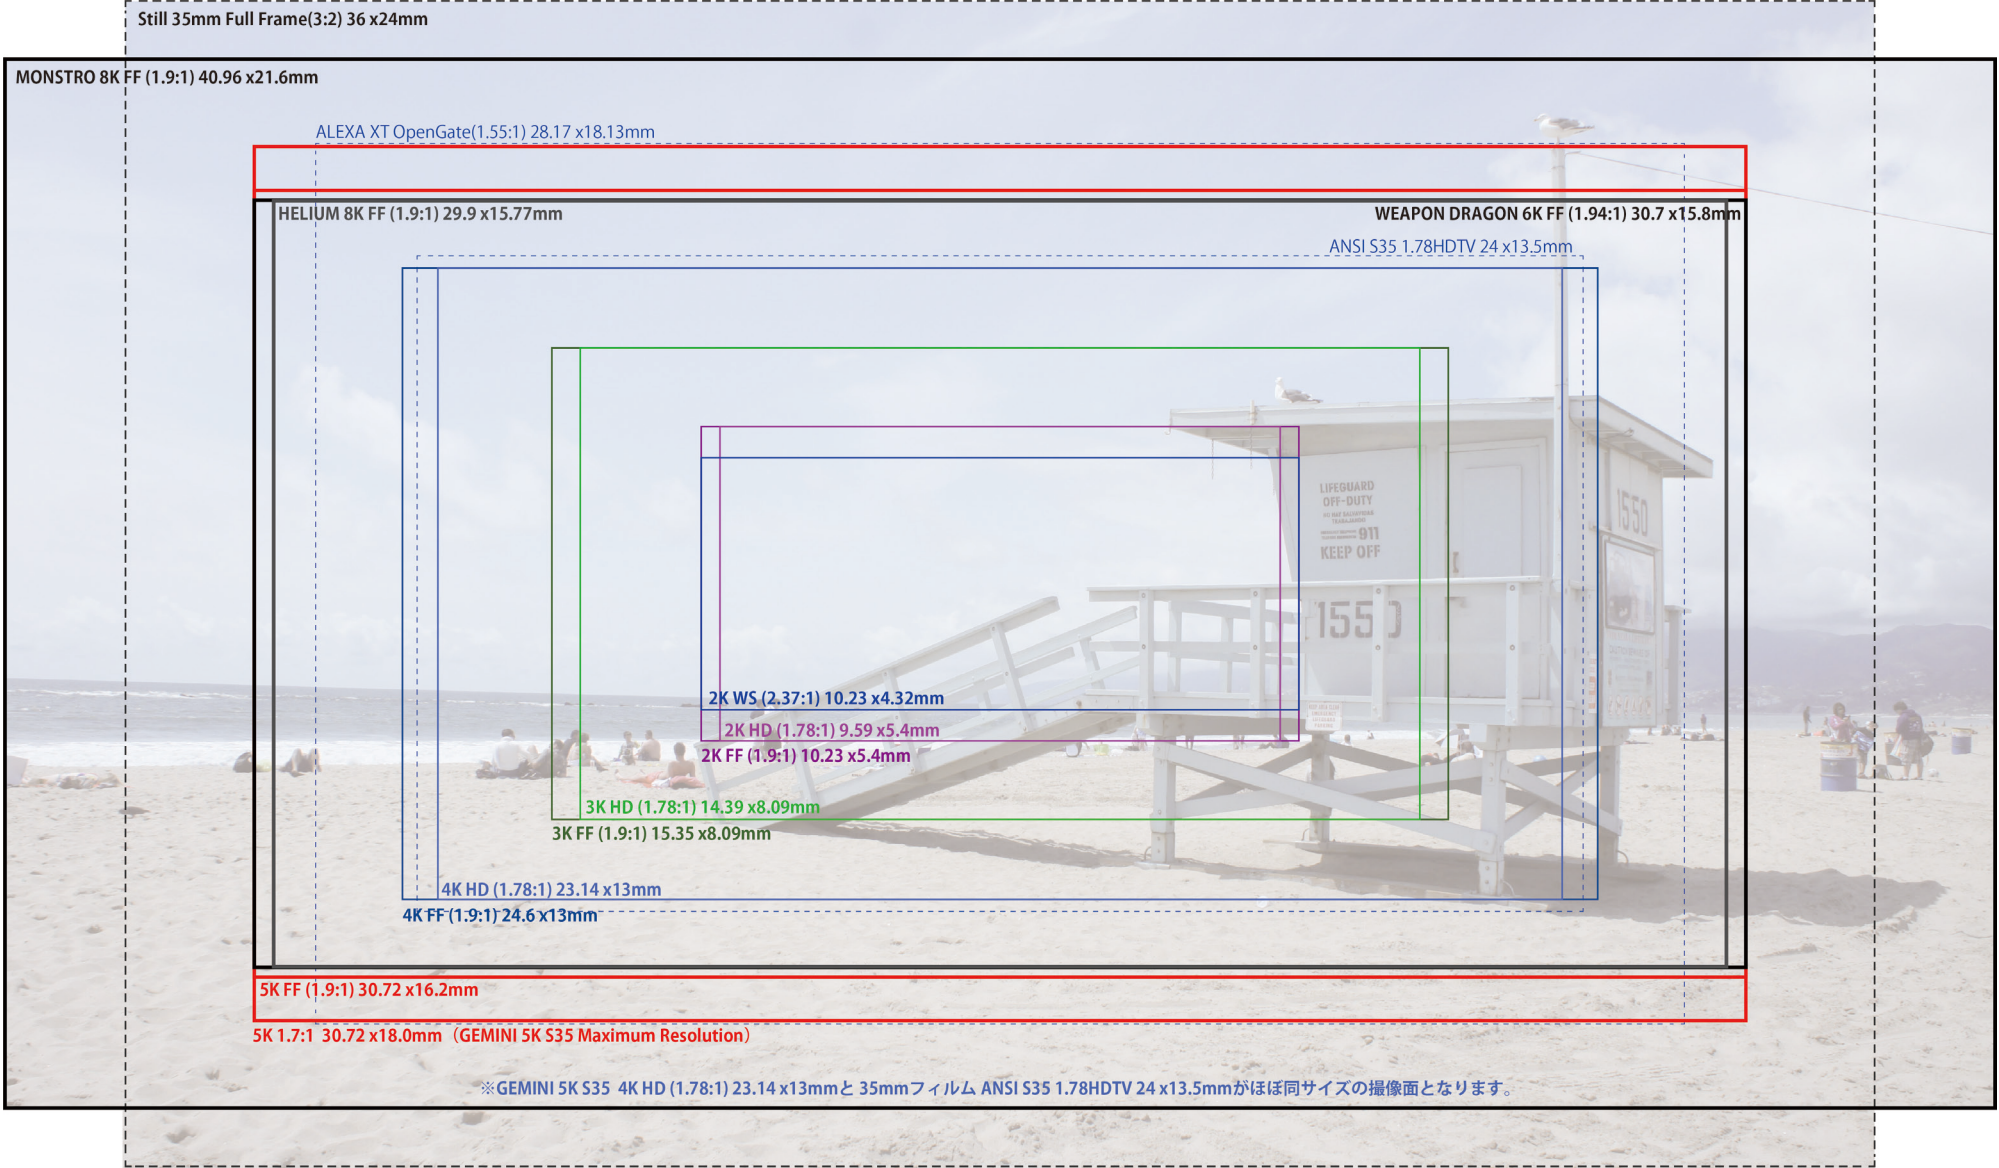 Still 35mm Full Frame(3:2) 36 x24mm
MONSTRO 8K FF (1.9:1) 40.96 x21.6mm
ALEXA XT OpenGate(1.55:1) 28.17 x18.13mm
HELIUM 8K FF (1.9:1) 29.9 x15.77mm
WEAPON DRAGON 6K FF (1.94:1) 30.7 x15.8mm
ANSI S35 1.78HDTV 24 x13.5mm
LIFEGUARD
OFF-DUTY
911
KEEP OFF
1550
1550
2K WS (2.37:1) 10.23 x4.32mm
2K HD (1.78:1) 9.59 x5.4mm
2K FF (1.9:1) 10.23 x5.4mm
3K HD (1.78:1) 14.39 x8.09mm
3K FF (1.9:1) 15.35 x8.09mm
4K HD (1.78:1) 23.14 x13mm
4K FF (1.9:1) 24.6 x13mm
5K FF (1.9:1) 30.72 x16.2mm
5K 1.7:1 30.72 x18.0mm（GEMINI 5K S35 Maximum Resolution）
※GEMINI 5K S35 4K HD (1.78:1) 23.14 x13mmと 35mmフィルム ANSI S35 1.78HDTV 24 x13.5mmがほぼ同サイズの撮像面となります。